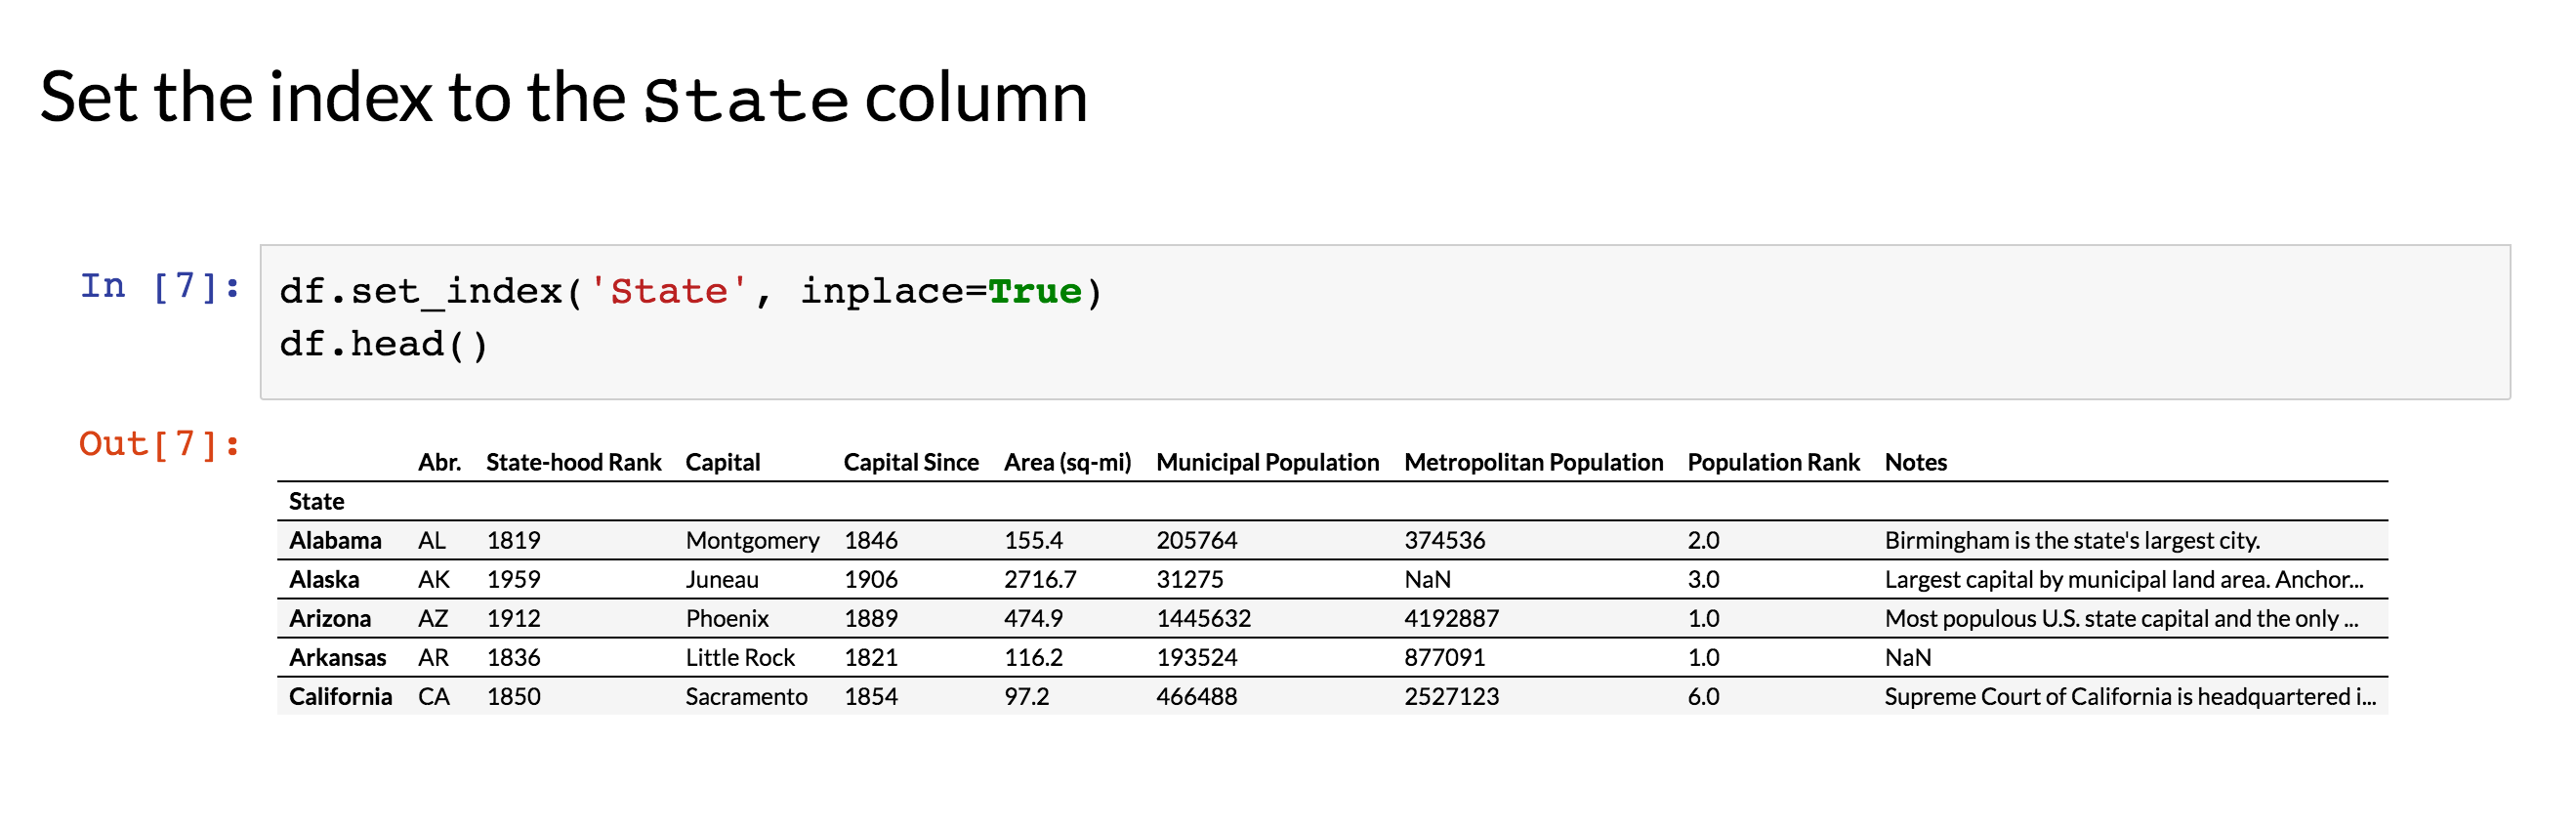 Set the index to the State column
In [7]:
df.set_index('State', inplace=True)
df.head()
Out[7]:
Abr. State-hood Rank Capital Capital Since Area (sq-mi) Municipal Population Metropolitan Population Population Rank Notes
State
Alabama AL 1819 Montgomery 1846 155.4 205764 374536 2.0 Birmingham is the state's largest city.
Alaska AK 1959 Juneau 1906 2716.7 31275 NaN 3.0 Largest capital by municipal land area. Anchor...
Arizona AZ 1912 Phoenix 1889 474.9 1445632 4192887 1.0 Most populous U.S. state capital and the only ...
Arkansas AR 1836 Little Rock 1821 116.2 193524 877091 1.0 NaN
California CA 1850 Sacramento 1854 97.2 466488 2527123 6.0 Supreme Court of California is headquartered i...